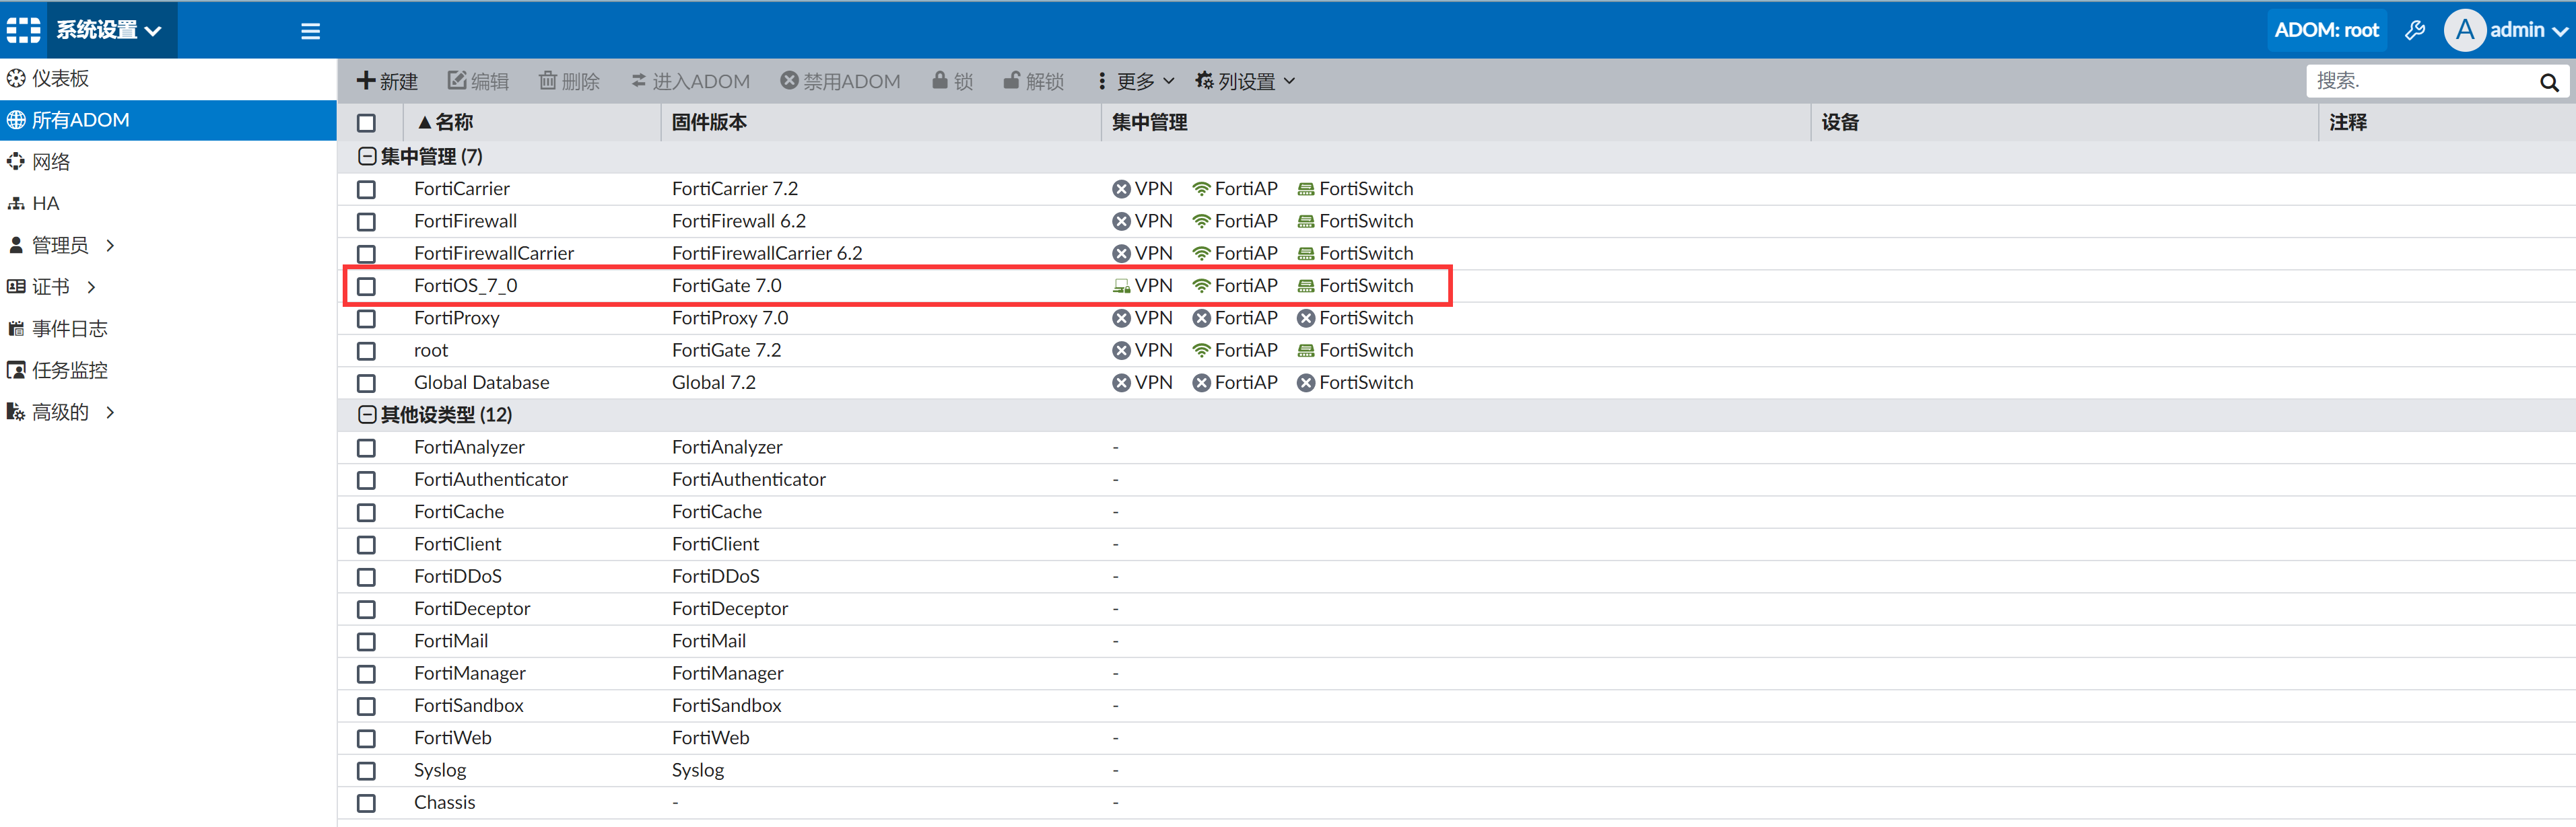 系统设置
ADOM: root
A admin
仪表板
所有ADOM
网络
HA
管理员
证书
事件日志
任务监控
高级的
新建 编辑 删除 进入ADOM 禁用ADOM 锁 解锁 更多 列设置
搜索.
▲名称 固件版本 集中管理 设备 注释
集中管理 (7)
FortiCarrier FortiCarrier 7.2 VPN FortiAP FortiSwitch
FortiFirewall FortiFirewall 6.2 VPN FortiAP FortiSwitch
FortiFirewallCarrier FortiFirewallCarrier 6.2 VPN FortiAP FortiSwitch
FortiOS_7_0 FortiGate 7.0 VPN FortiAP FortiSwitch
FortiProxy FortiProxy 7.0 VPN FortiAP FortiSwitch
root FortiGate 7.2 VPN FortiAP FortiSwitch
Global Database Global 7.2 VPN FortiAP FortiSwitch
其他设类型 (12)
FortiAnalyzer FortiAnalyzer -
FortiAuthenticator FortiAuthenticator -
FortiCache FortiCache -
FortiClient FortiClient -
FortiDDoS FortiDDoS -
FortiDeceptor FortiDeceptor -
FortiMail FortiMail -
FortiManager FortiManager -
FortiSandbox FortiSandbox -
FortiWeb FortiWeb -
Syslog Syslog -
Chassis - -